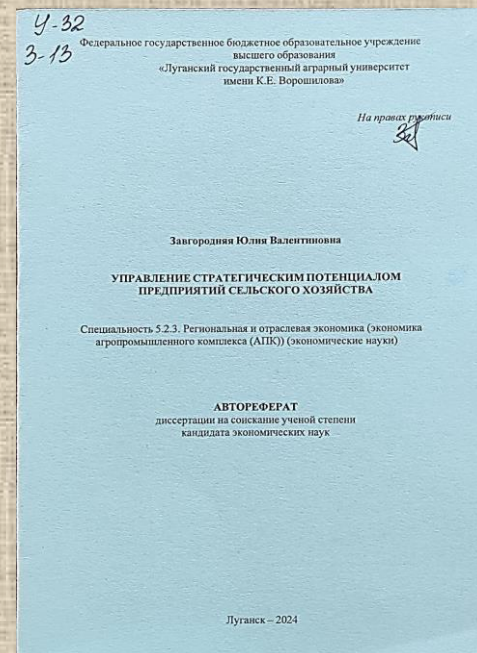 У-32
З-13
Федеральное государственное бюджетное образовательное учреждение
высшего образования
«Луганский государственный аграрный университет
имени К.Е. Ворошилова»
На правах рукописи
Завгородняя Юлия Валентиновна
УПРАВЛЕНИЕ СТРАТЕГИЧЕСКИМ ПОТЕНЦИАЛОМ
ПРЕДПРИЯТИЙ СЕЛЬСКОГО ХОЗЯЙСТВА
Специальность 5.2.3. Региональная и отраслевая экономика (экономика
агропромышленного комплекса (АПК)) (экономические науки)
АВТОРЕФЕРАТ
диссертации на соискание ученой степени
кандидата экономических наук
Луганск – 2024